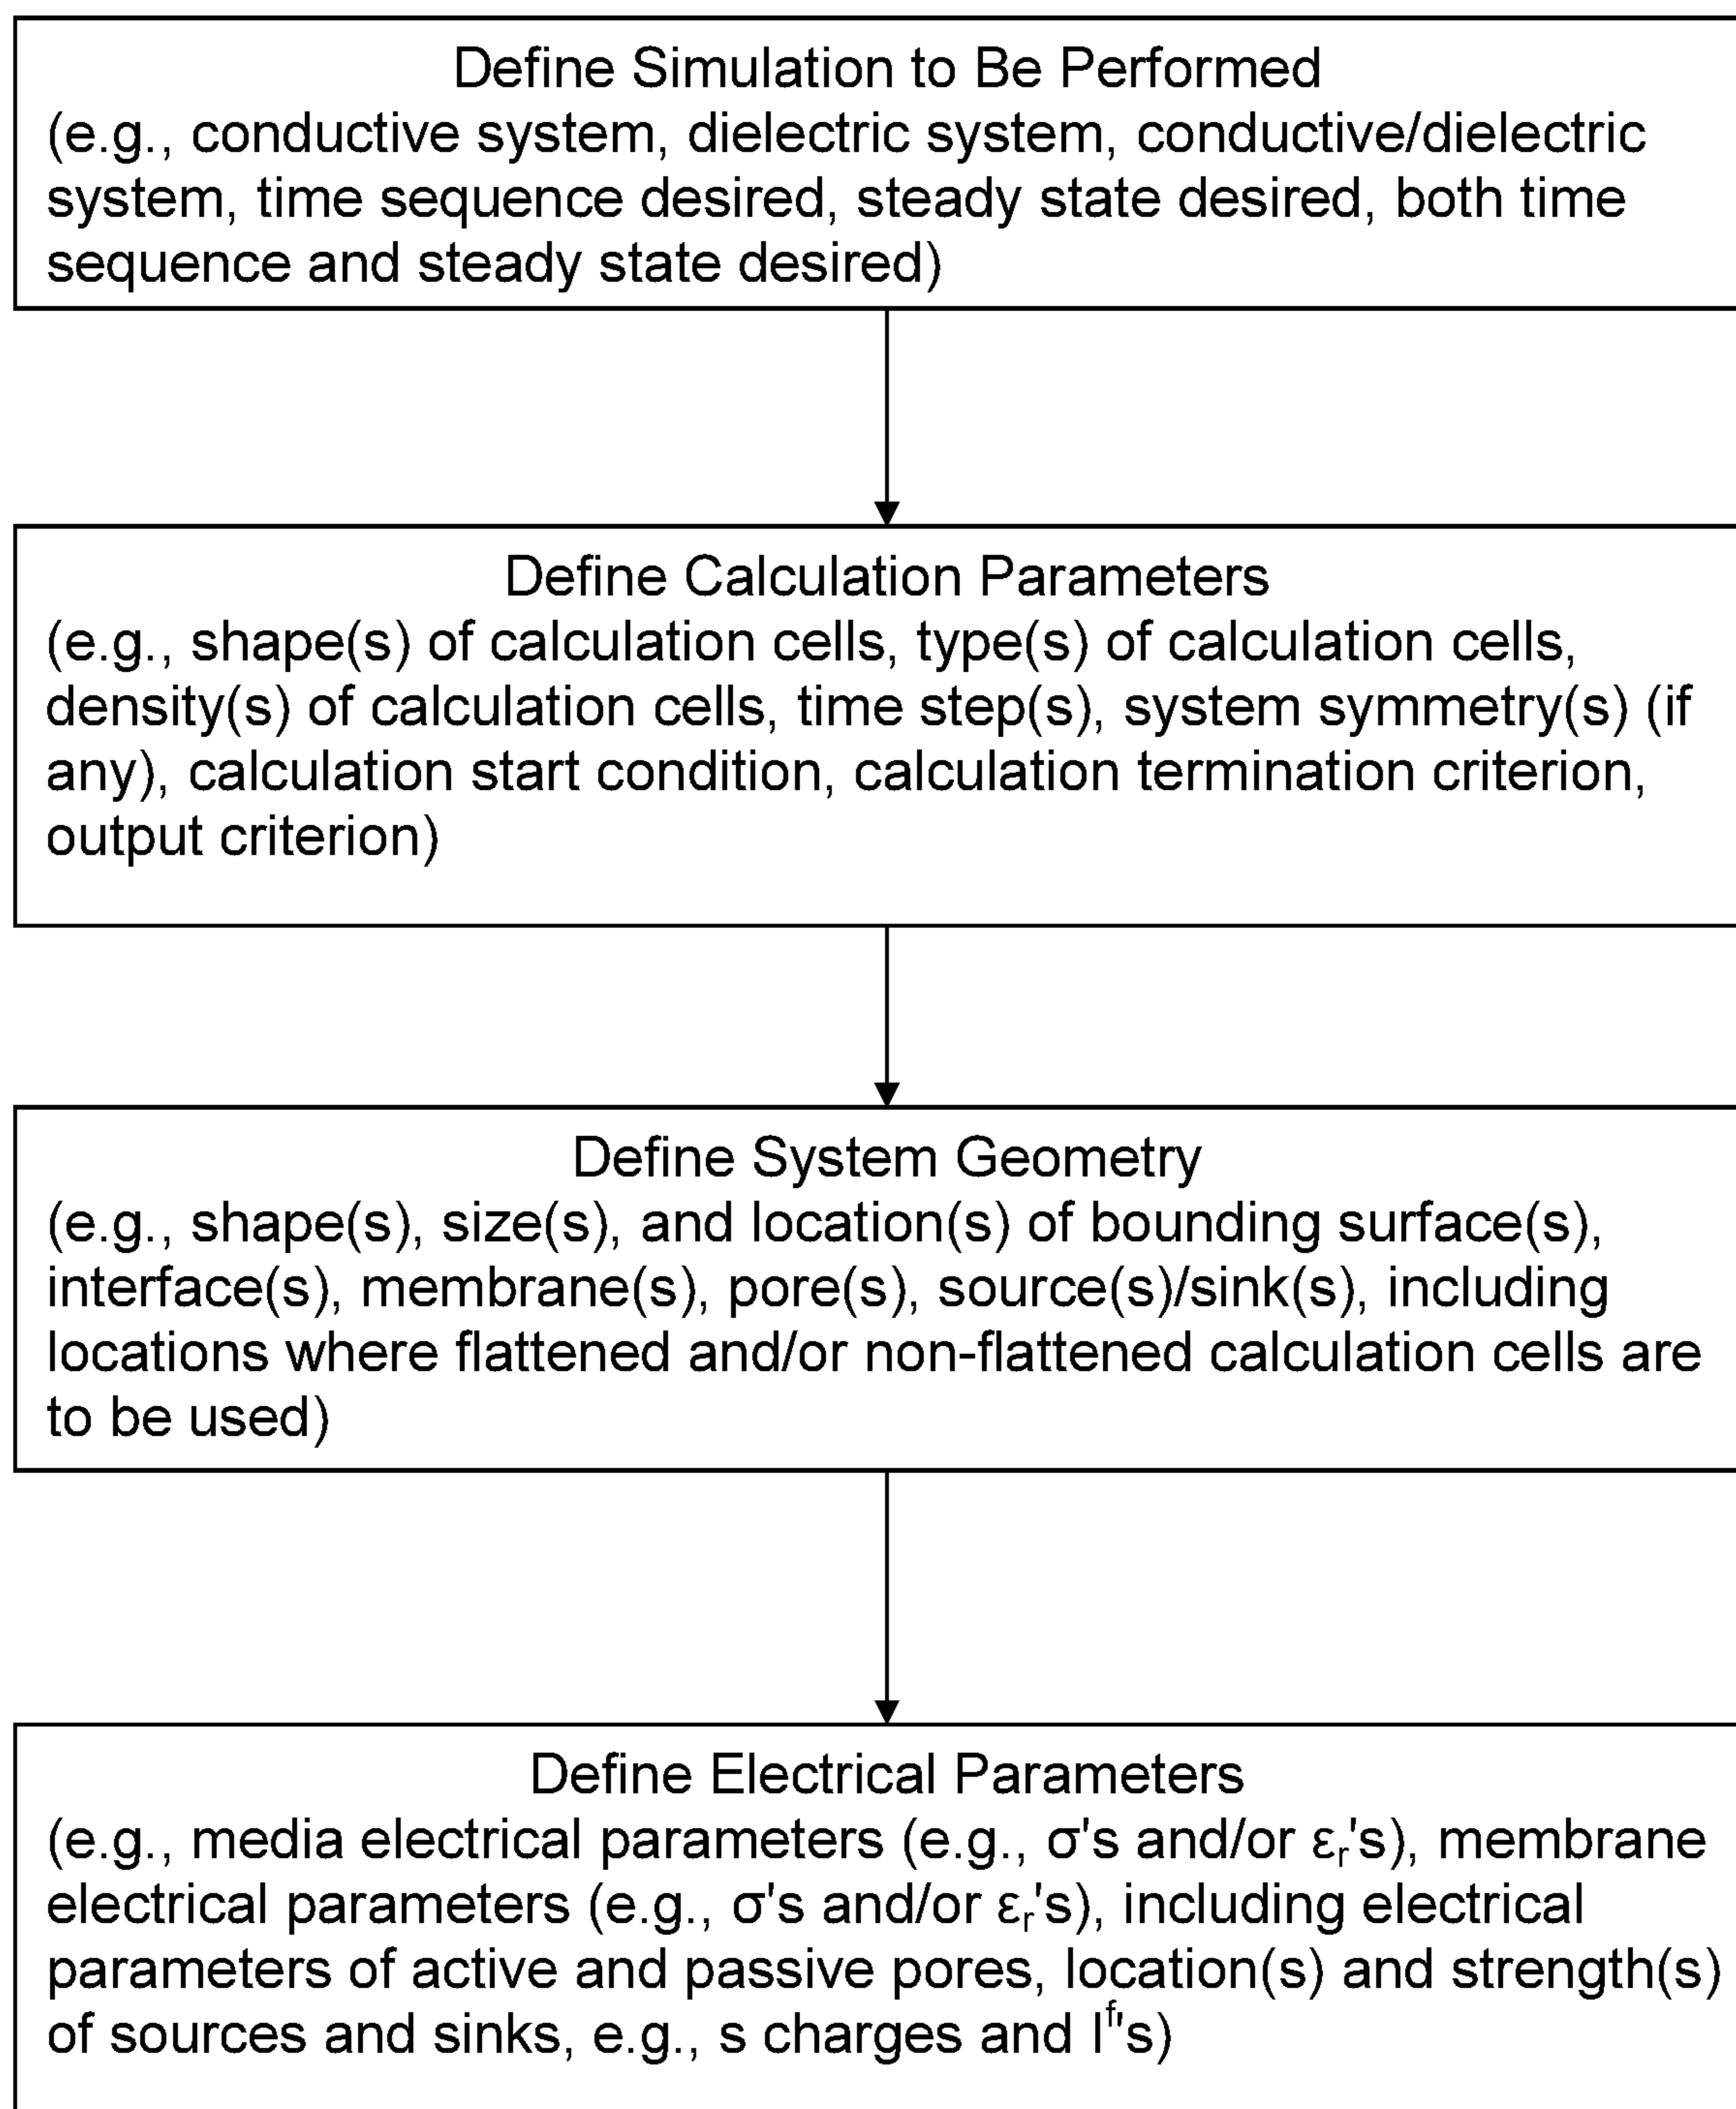 Define Simulation to Be Performed
(e.g., conductive system, dielectric system, conductive/dielectric
system, time sequence desired, steady state desired, both time
sequence and steady state desired)
Define Calculation Parameters
(e.g., shape(s) of calculation cells, type(s) of calculation cells,
density(s) of calculation cells, time step(s), system symmetry(s) (if
any), calculation start condition, calculation termination criterion,
output criterion)
Define System Geometry
(e.g., shape(s), size(s), and location(s) of bounding surface(s),
interface(s), membrane(s), pore(s), source(s)/sink(s), including
locations where flattened and/or non-flattened calculation cells are
to be used)
Define Electrical Parameters
(e.g., media electrical parameters (e.g., σ's and/or εᵣ's), membrane
electrical parameters (e.g., σ's and/or εᵣ's), including electrical
parameters of active and passive pores, location(s) and strength(s)
of sources and sinks, e.g., s charges and Iᶠ's)